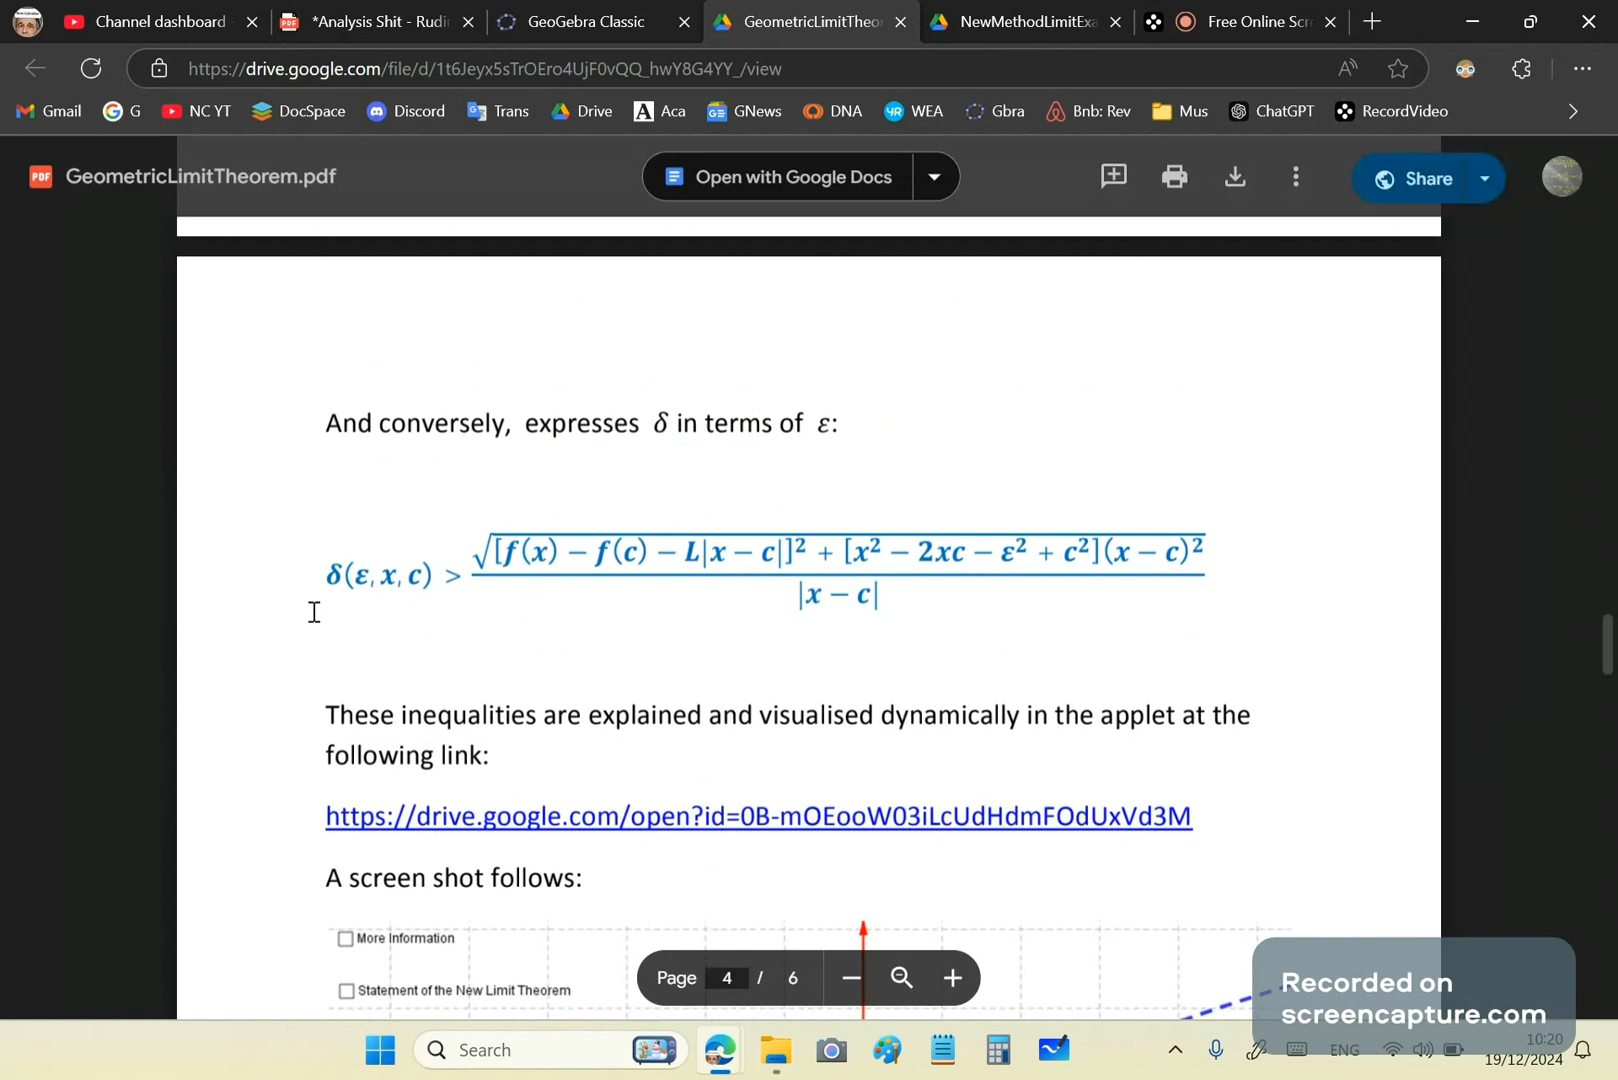 Channel dashboard -
*Analysis Shit - Rudi
GeoGebra Classic
GeometricLimitTheo
NewMethodLimitExa
Free Online Scr
https://drive.google.com/file/d/1t6Jeyx5sTrOEro4UjF0vQQ_hwY8G4YY_/view
Gmail
G
NC YT
DocSpace
Discord
Trans
Drive
Aca
GNews
DNA
WEA
Gbra
Bnb: Rev
Mus
ChatGPT
RecordVideo
PDF GeometricLimitTheorem.pdf
Open with Google Docs
Share
And conversely, expresses δ in terms of ε:
δ(ε, x, c) > √[f(x) − f(c) − L|x − c|]² + [x² − 2xc − ε² + c²](x − c)²
|x − c|
These inequalities are explained and visualised dynamically in the applet at the
following link:
https://drive.google.com/open?id=0B-mOEooW03iLcUdHdmFOdUxVd3M
A screen shot follows:
More Information
Statement of the New Limit Theorem
Page 4 / 6
Recorded on
screencapture.com
Search
ENG
10:20
19/12/2024